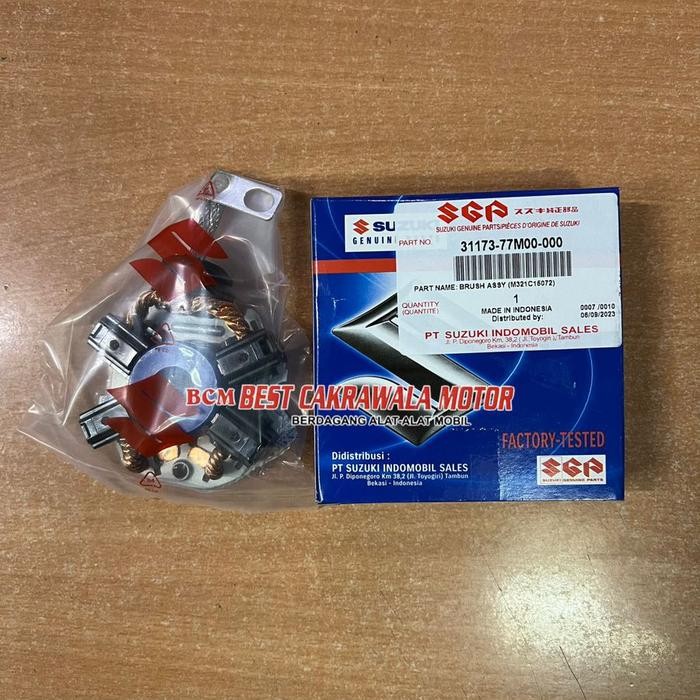 SUZUKI
GENUIN
SGP スズキ純正部品
SUZUKI GENUINE PARTS/PIÈCES D'ORIGINE DE SUZUKI
PART NO. 31173-77M00-000
PART NAME: BRUSH ASSY (M321C15072)
QUANTITY
(QUANTITÉ)
1
MADE IN INDONESIA
Distributed by:
0007 /0010
06/09/2023
PT SUZUKI INDOMOBIL SALES
Jl. P. Diponegoro Km. 38,2 ( Jl.Toyogiri ),Tambun
Bekasi - Indonesia
BCM BEST CAKRAWALA MOTOR
BERDAGANG ALAT-ALAT MOBIL
FACTORY-TESTED
Didistribusi :
PT SUZUKI INDOMOBIL SALES
Jl. P. Diponegoro Km 38,2 (Jl. Toyogiri) Tambun
Bekasi - Indonesia
SGP
SUZUKI GENUINE PARTS